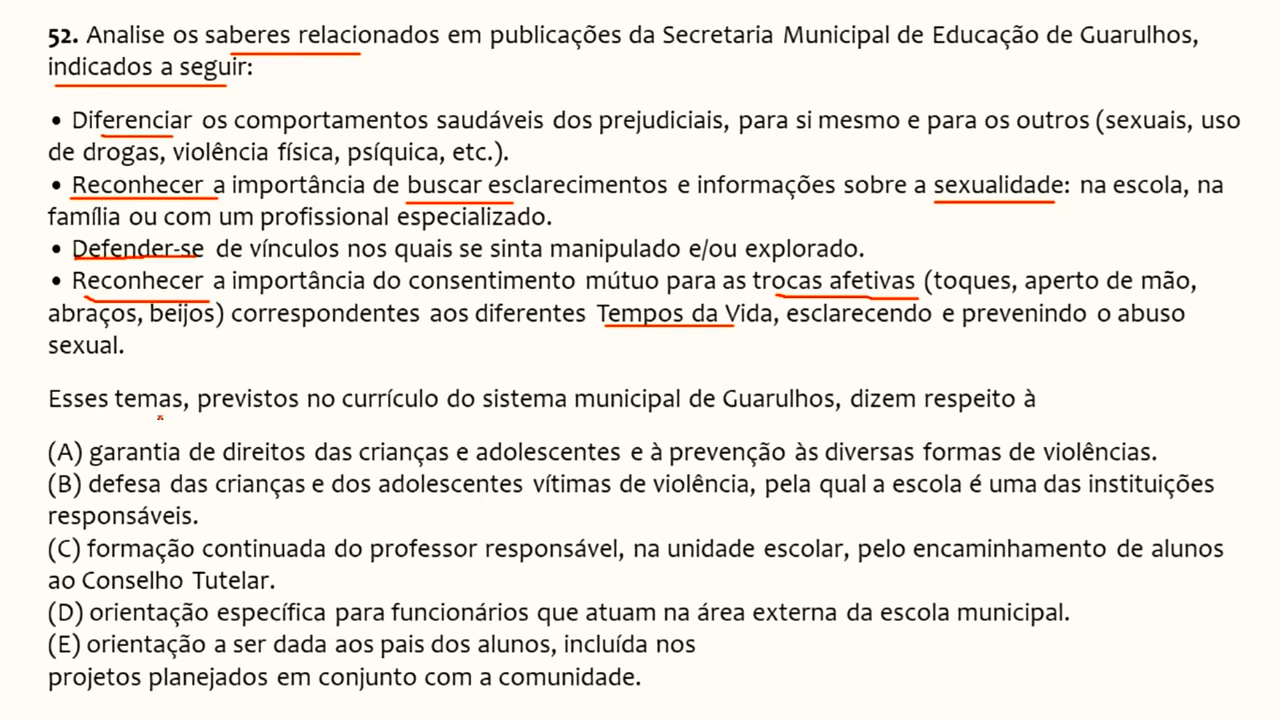 52. Analise os saberes relacionados em publicações da Secretaria Municipal de Educação de Guarulhos,
indicados a seguir:
• Diferenciar os comportamentos saudáveis dos prejudiciais, para si mesmo e para os outros (sexuais, uso
de drogas, violência física, psíquica, etc.).
• Reconhecer a importância de buscar esclarecimentos e informações sobre a sexualidade: na escola, na
família ou com um profissional especializado.
• Defender-se de vínculos nos quais se sinta manipulado e/ou explorado.
• Reconhecer a importância do consentimento mútuo para as trocas afetivas (toques, aperto de mão,
abraços, beijos) correspondentes aos diferentes Tempos da Vida, esclarecendo e prevenindo o abuso
sexual.
Esses temas, previstos no currículo do sistema municipal de Guarulhos, dizem respeito à
(A) garantia de direitos das crianças e adolescentes e à prevenção às diversas formas de violências.
(B) defesa das crianças e dos adolescentes vítimas de violência, pela qual a escola é uma das instituições
responsáveis.
(C) formação continuada do professor responsável, na unidade escolar, pelo encaminhamento de alunos
ao Conselho Tutelar.
(D) orientação específica para funcionários que atuam na área externa da escola municipal.
(E) orientação a ser dada aos pais dos alunos, incluída nos
projetos planejados em conjunto com a comunidade.